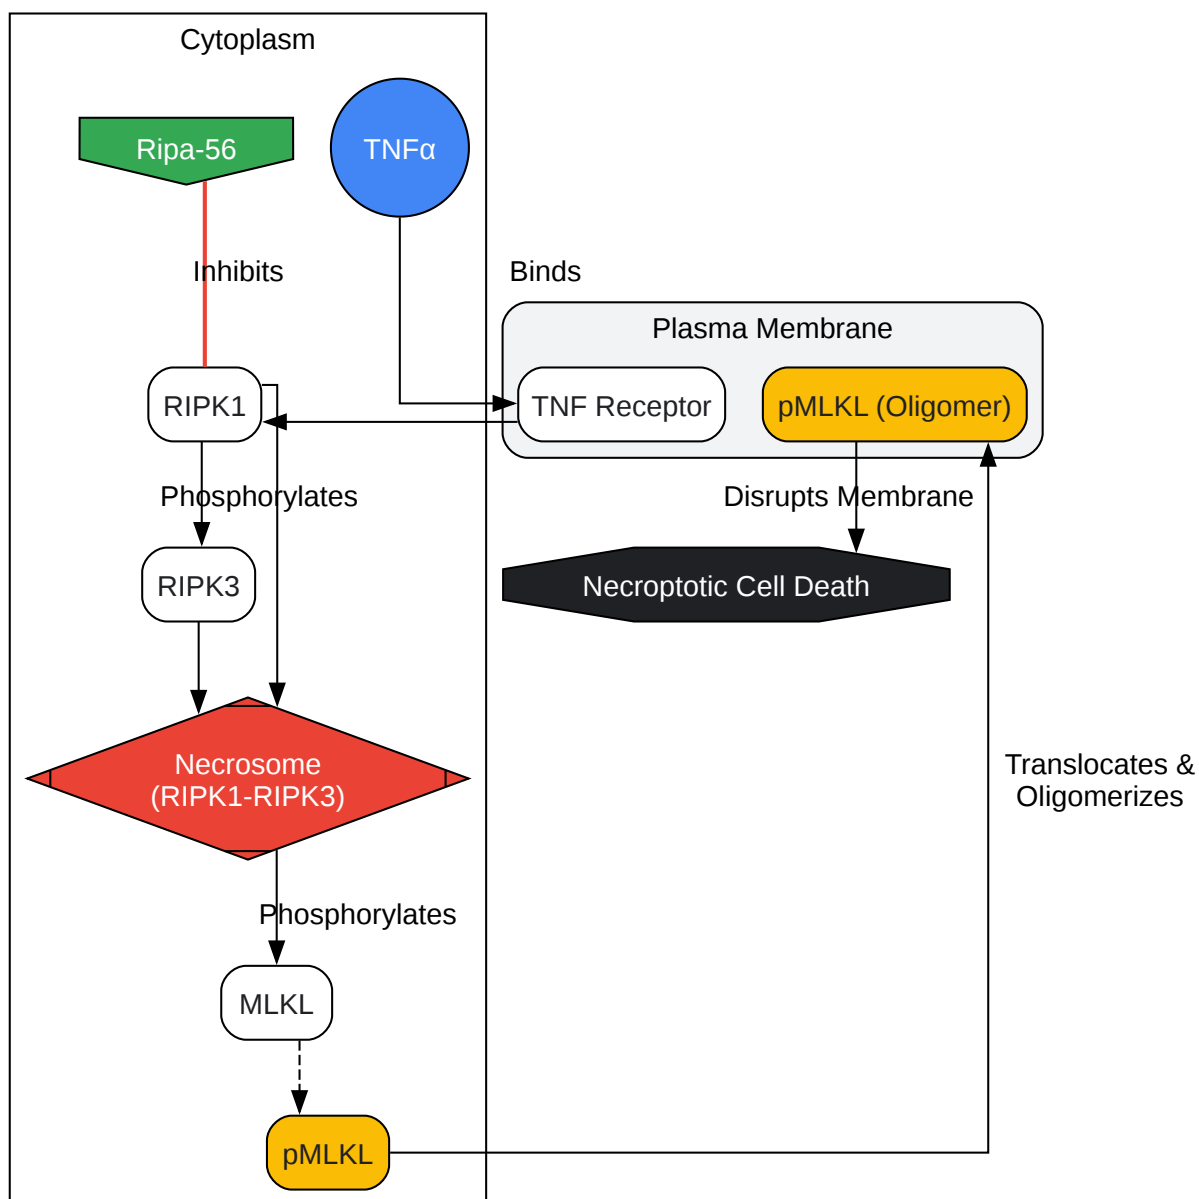 Cytoplasm
Ripa-56
TNFα
Inhibits
Binds
Plasma Membrane
RIPK1
TNF Receptor
pMLKL (Oligomer)
Phosphorylates
Disrupts Membrane
RIPK3
Necroptotic Cell Death
Necrosome
(RIPK1-RIPK3)
Translocates &
Oligomerizes
Phosphorylates
MLKL
pMLKL